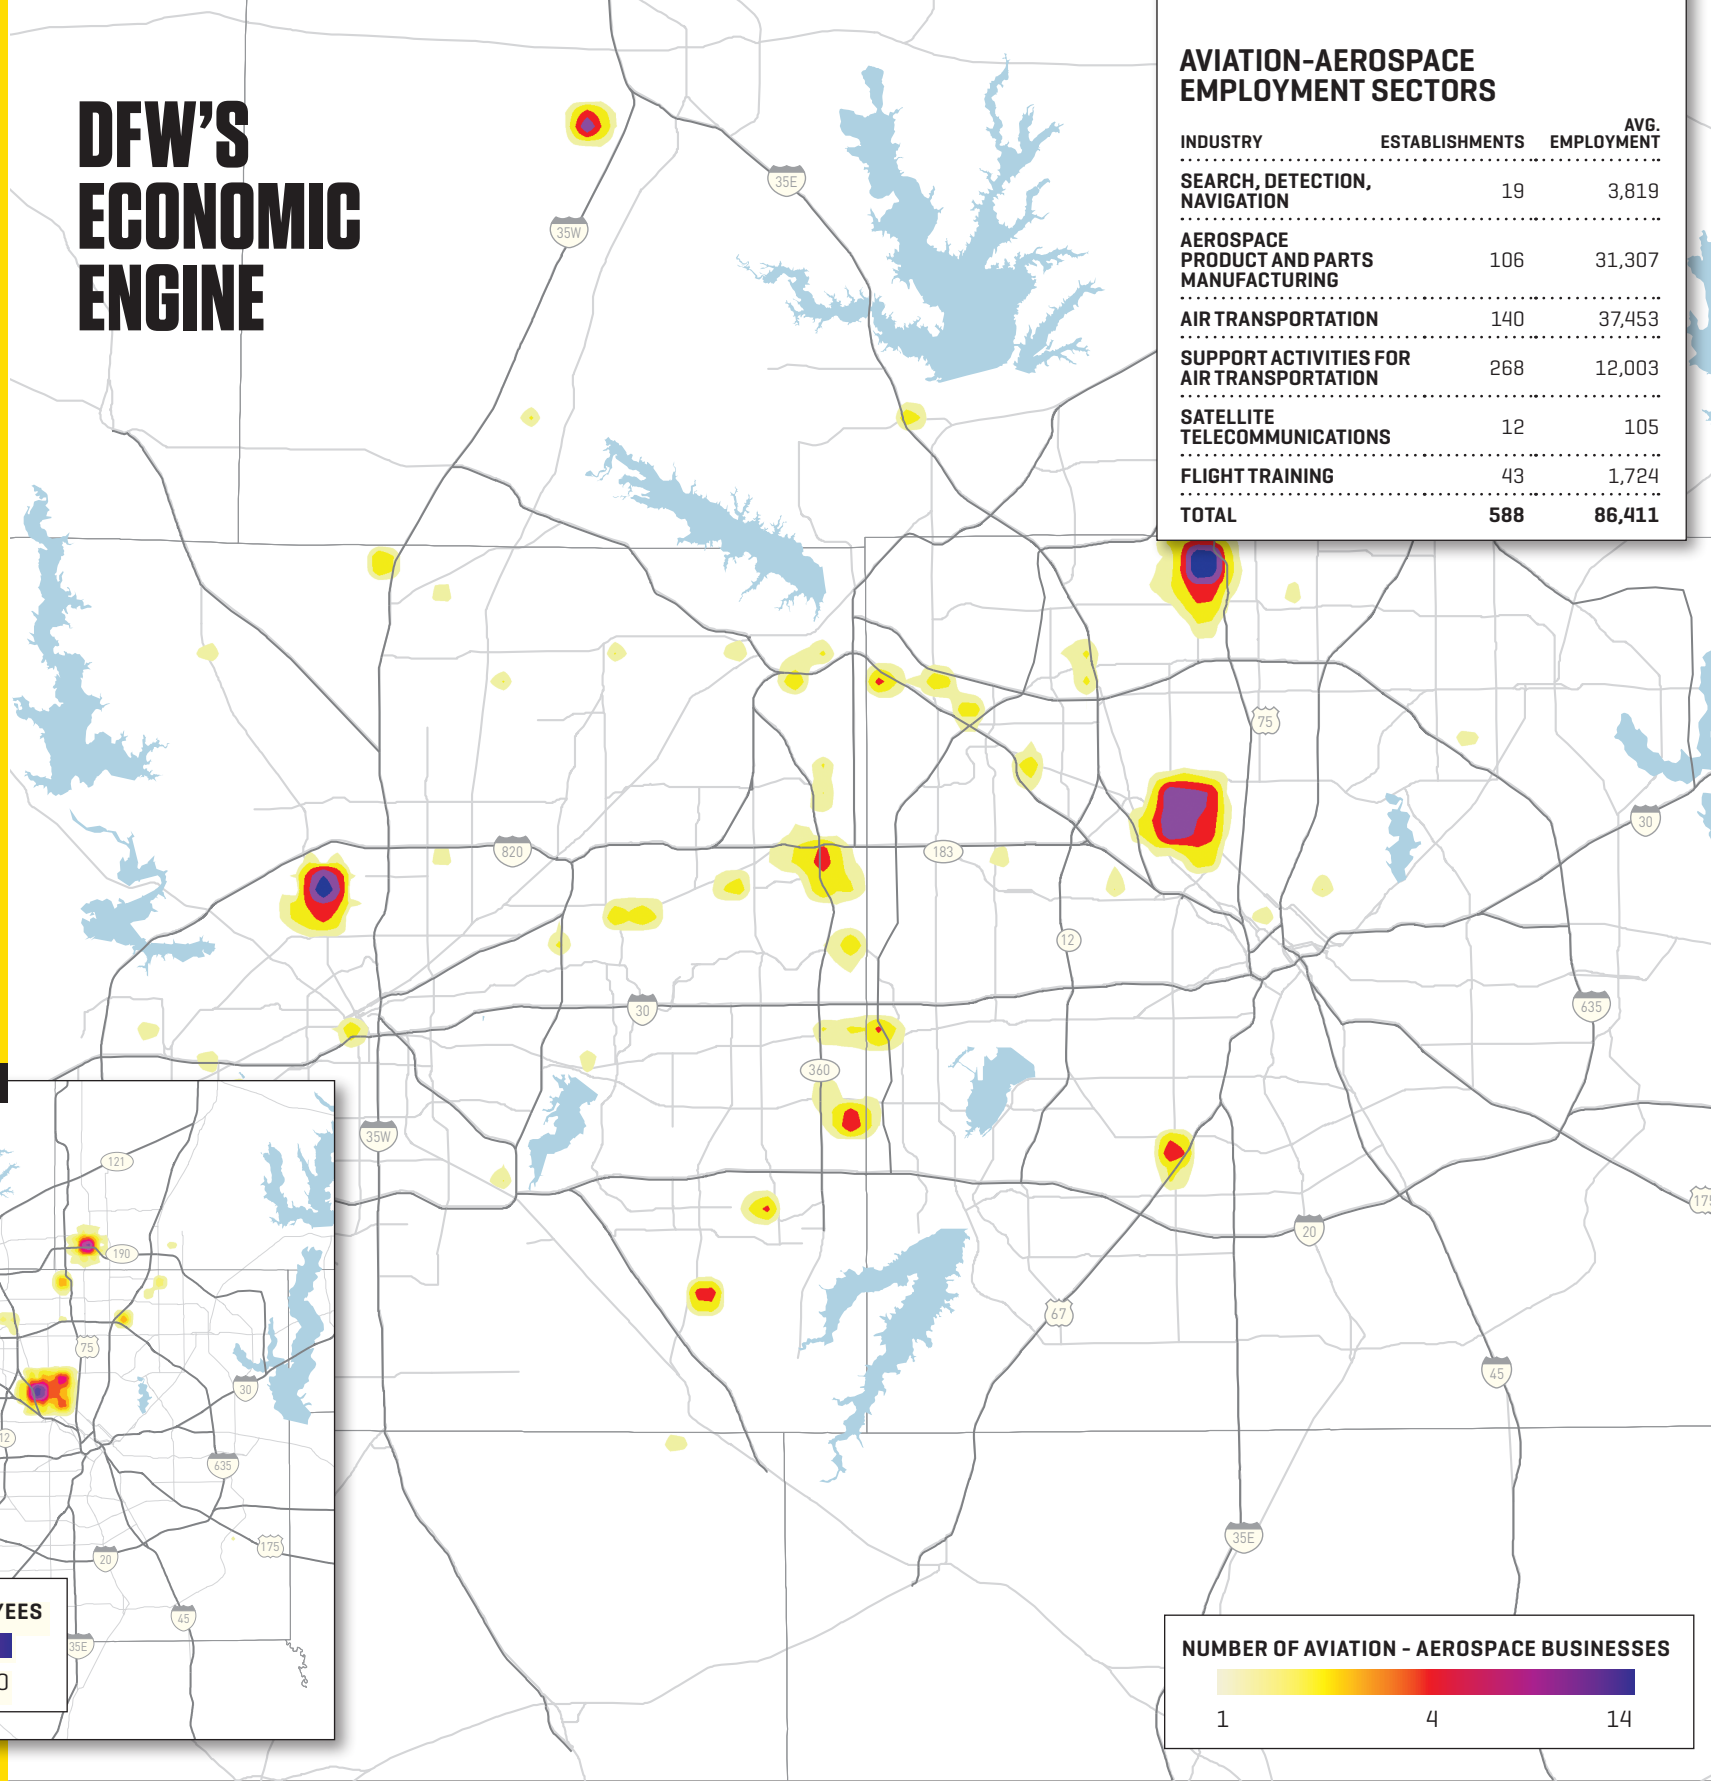 DFW'S
ECONOMIC
ENGINE
AVIATION-AEROSPACE
EMPLOYMENT SECTORS
INDUSTRY ESTABLISHMENTS AVG. EMPLOYMENT
SEARCH, DETECTION,
NAVIGATION 19 3,819
AEROSPACE
PRODUCT AND PARTS 106 31,307
MANUFACTURING
AIR TRANSPORTATION 140 37,453
SUPPORT ACTIVITIES FOR
AIR TRANSPORTATION 268 12,003
SATELLITE
TELECOMMUNICATIONS 12 105
FLIGHT TRAINING 43 1,724
TOTAL 588 86,411
35E
35W
75
30
820
183
12
30
635
360
35W
175
20
67
45
35E
121
190
75
30
12
635
175
20
45
35E
YEES
0
NUMBER OF AVIATION - AEROSPACE BUSINESSES
1 4 14